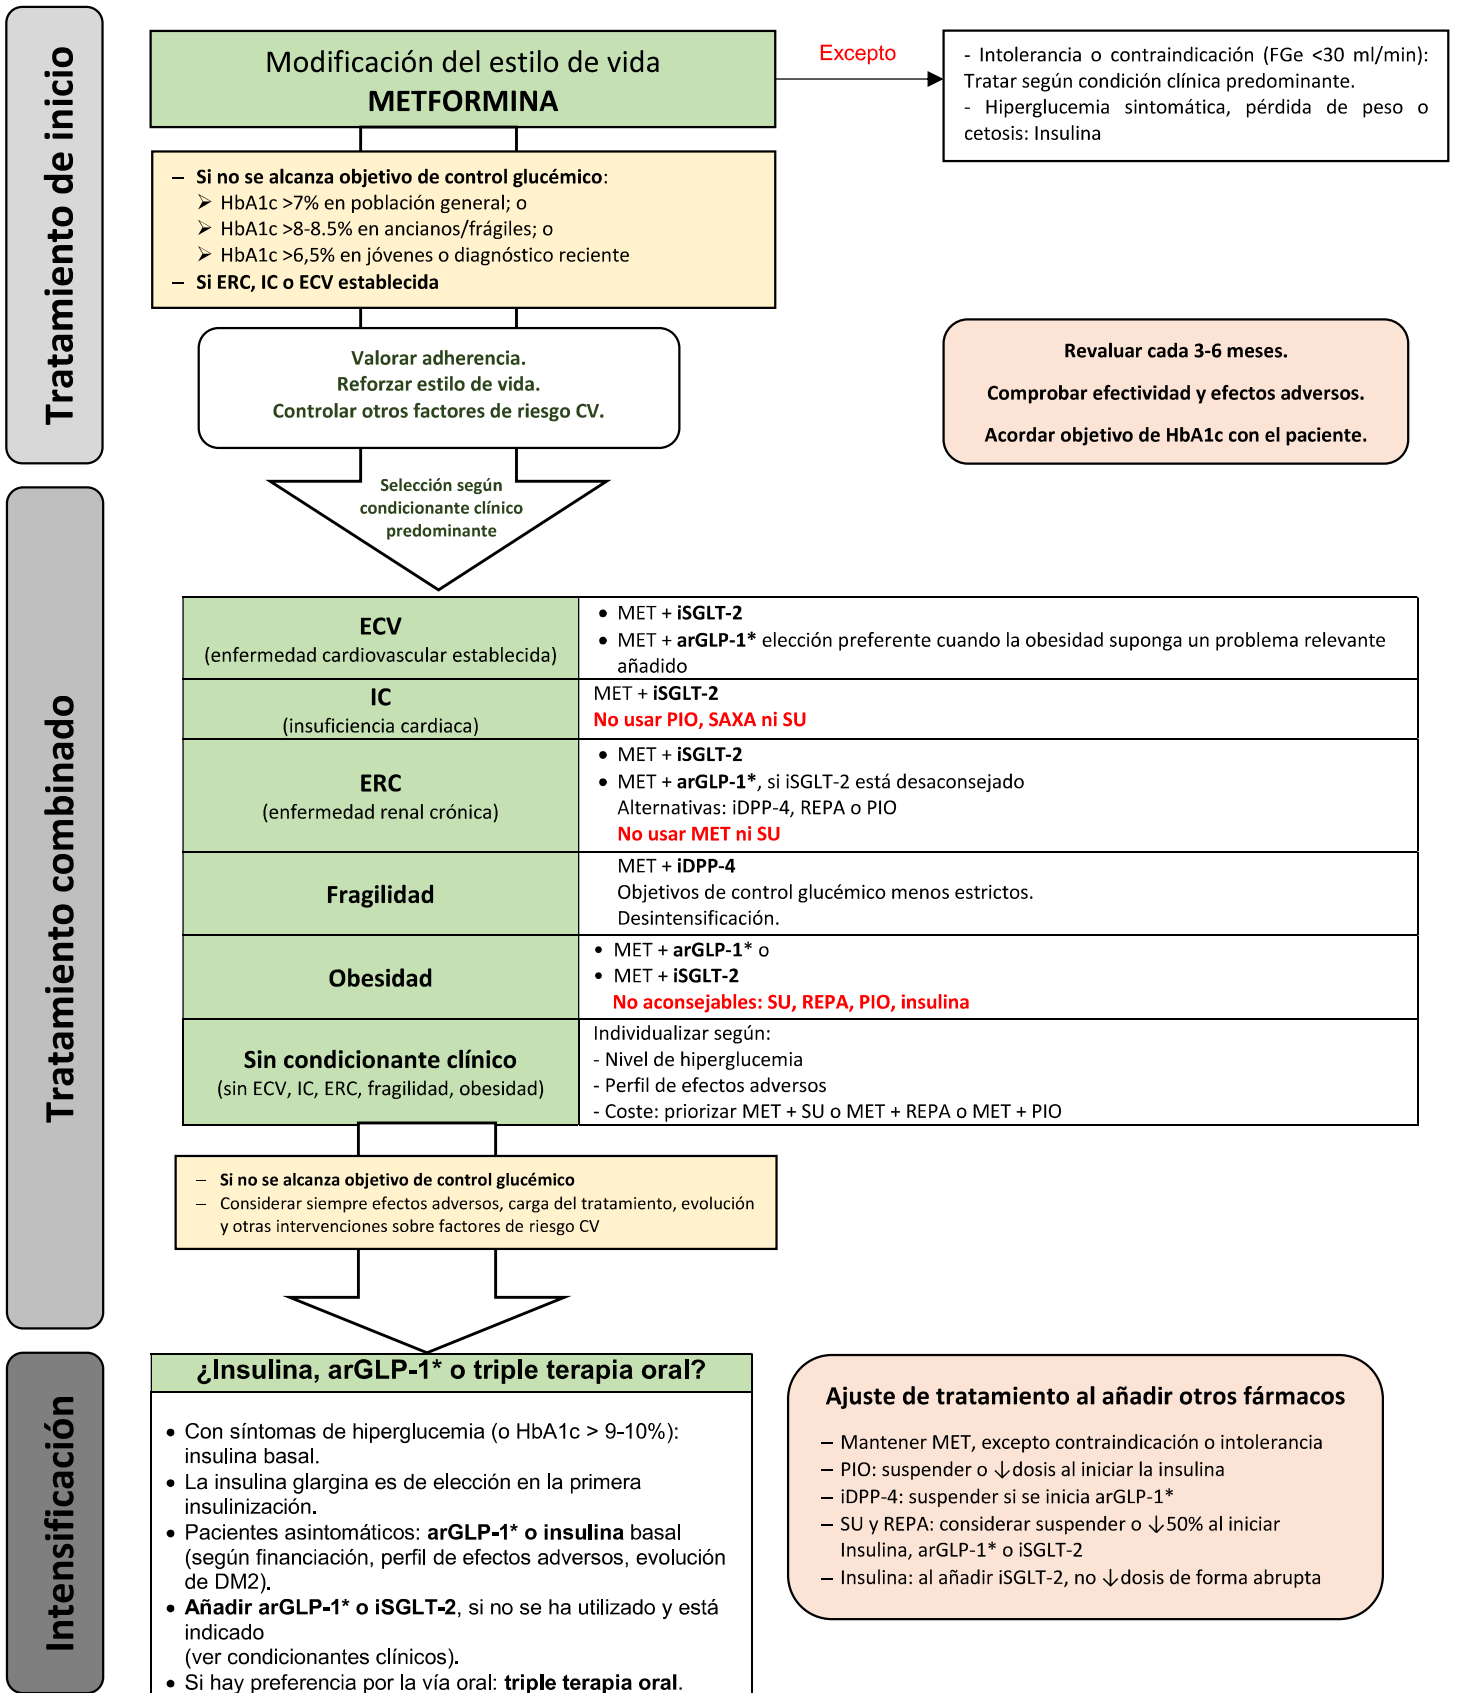 Tratamiento de inicio
Modificación del estilo de vida
METFORMINA
Excepto
- Intolerancia o contraindicación (FGe <30 ml/min):
Tratar según condición clínica predominante.
- Hiperglucemia sintomática, pérdida de peso o
cetosis: Insulina
– Si no se alcanza objetivo de control glucémico:
➢ HbA1c >7% en población general; o
➢ HbA1c >8-8.5% en ancianos/frágiles; o
➢ HbA1c >6,5% en jóvenes o diagnóstico reciente
– Si ERC, IC o ECV establecida
Valorar adherencia.
Reforzar estilo de vida.
Controlar otros factores de riesgo CV.
Revaluar cada 3-6 meses.
Comprobar efectividad y efectos adversos.
Acordar objetivo de HbA1c con el paciente.
Selección según
condicionante clínico
predominante
Tratamiento combinado
ECV
(enfermedad cardiovascular establecida)
• MET + iSGLT-2
• MET + arGLP-1* elección preferente cuando la obesidad suponga un problema relevante
añadido
IC
(insuficiencia cardiaca)
MET + iSGLT-2
No usar PIO, SAXA ni SU
ERC
(enfermedad renal crónica)
• MET + iSGLT-2
• MET + arGLP-1*, si iSGLT-2 está desaconsejado
Alternativas: iDPP-4, REPA o PIO
No usar MET ni SU
Fragilidad
MET + iDPP-4
Objetivos de control glucémico menos estrictos.
Desintensificación.
Obesidad
• MET + arGLP-1* o
• MET + iSGLT-2
No aconsejables: SU, REPA, PIO, insulina
Sin condicionante clínico
(sin ECV, IC, ERC, fragilidad, obesidad)
Individualizar según:
- Nivel de hiperglucemia
- Perfil de efectos adversos
- Coste: priorizar MET + SU o MET + REPA o MET + PIO
– Si no se alcanza objetivo de control glucémico
– Considerar siempre efectos adversos, carga del tratamiento, evolución
y otras intervenciones sobre factores de riesgo CV
Intensificación
¿Insulina, arGLP-1* o triple terapia oral?
• Con síntomas de hiperglucemia (o HbA1c > 9-10%):
insulina basal.
• La insulina glargina es de elección en la primera
insulinización.
• Pacientes asintomáticos: arGLP-1* o insulina basal
(según financiación, perfil de efectos adversos, evolución
de DM2).
• Añadir arGLP-1* o iSGLT-2, si no se ha utilizado y está
indicado
(ver condicionantes clínicos).
• Si hay preferencia por la vía oral: triple terapia oral.
Ajuste de tratamiento al añadir otros fármacos
– Mantener MET, excepto contraindicación o intolerancia
– PIO: suspender o ↓dosis al iniciar la insulina
– iDPP-4: suspender si se inicia arGLP-1*
– SU y REPA: considerar suspender o ↓50% al iniciar
Insulina, arGLP-1* o iSGLT-2
– Insulina: al añadir iSGLT-2, no ↓dosis de forma abrupta